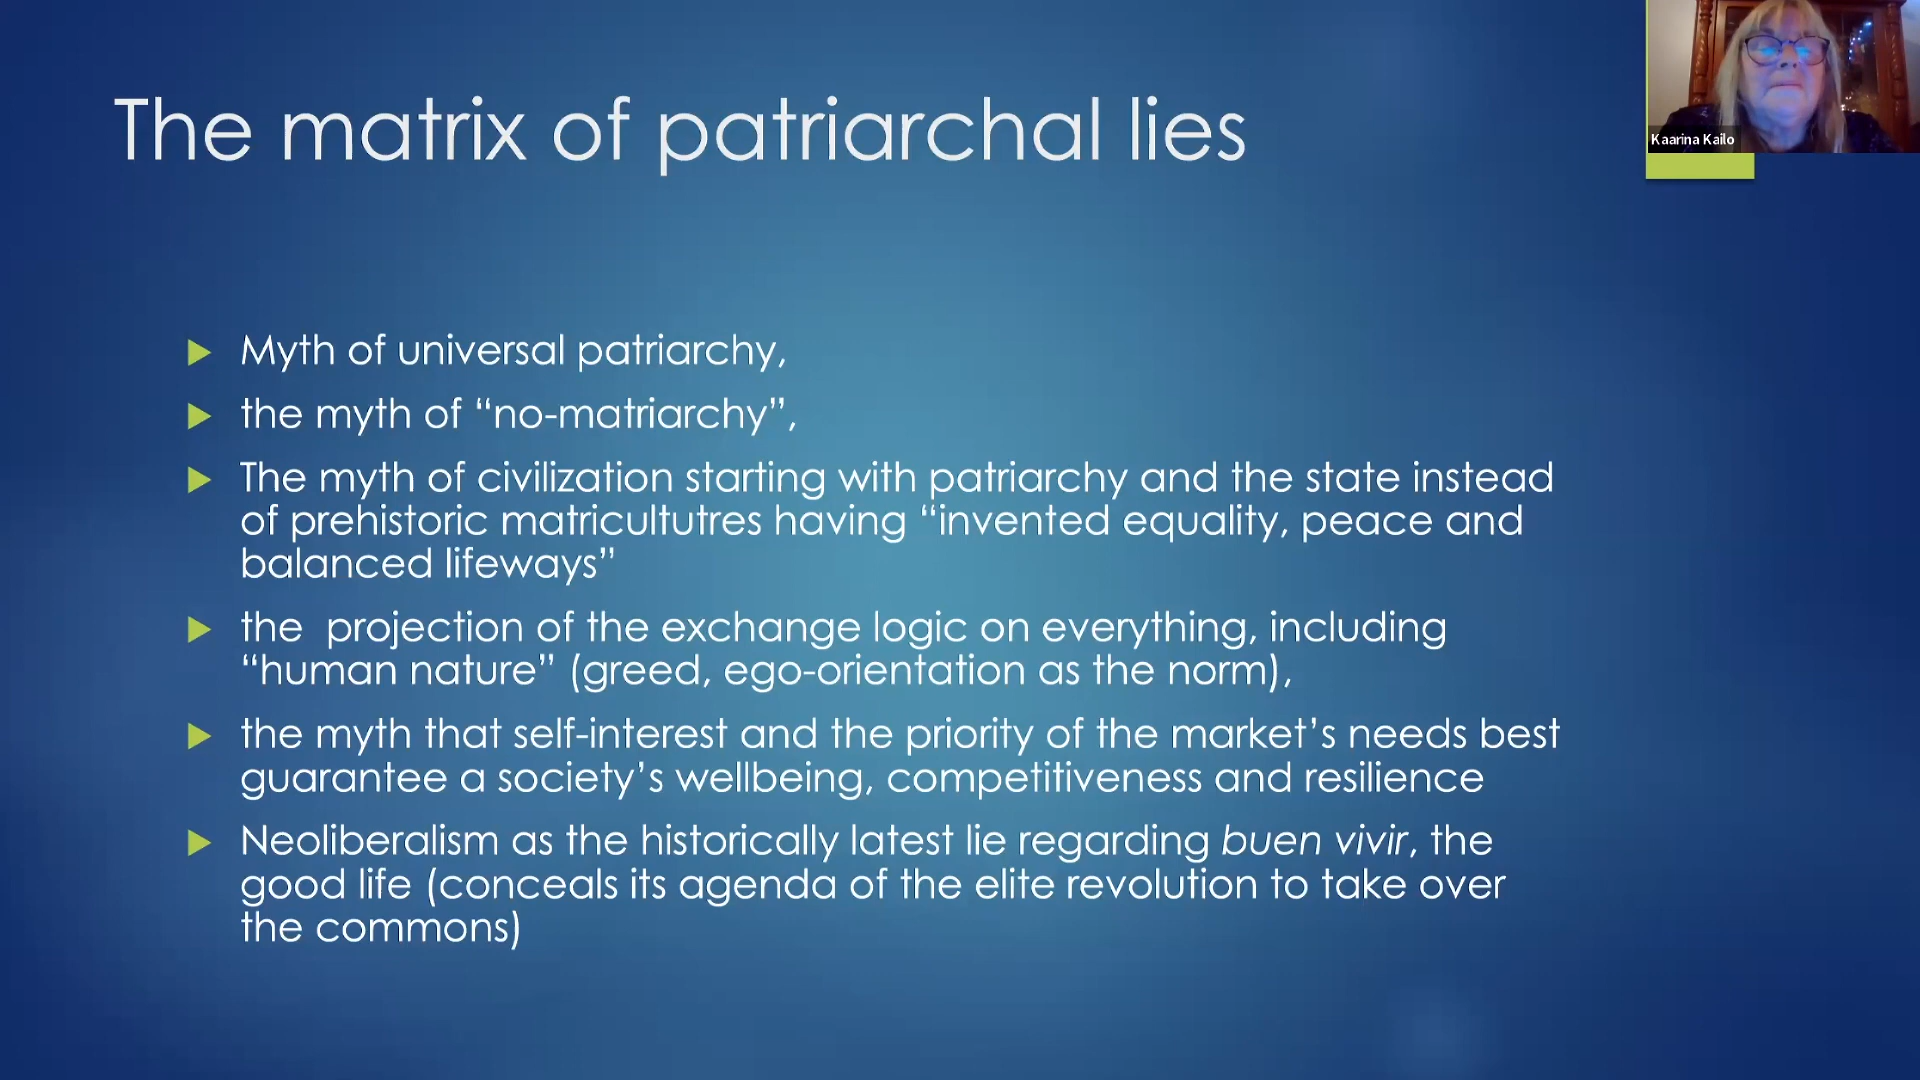 The matrix of patriarchal lies
Kaarina Kailo
Myth of universal patriarchy,
the myth of “no-matriarchy”,
The myth of civilization starting with patriarchy and the state instead
of prehistoric matricultutres having “invented equality, peace and
balanced lifeways”
the  projection of the exchange logic on everything, including
“human nature” (greed, ego-orientation as the norm),
the myth that self-interest and the priority of the market’s needs best
guarantee a society’s wellbeing, competitiveness and resilience
Neoliberalism as the historically latest lie regarding buen vivir, the
good life (conceals its agenda of the elite revolution to take over
the commons)